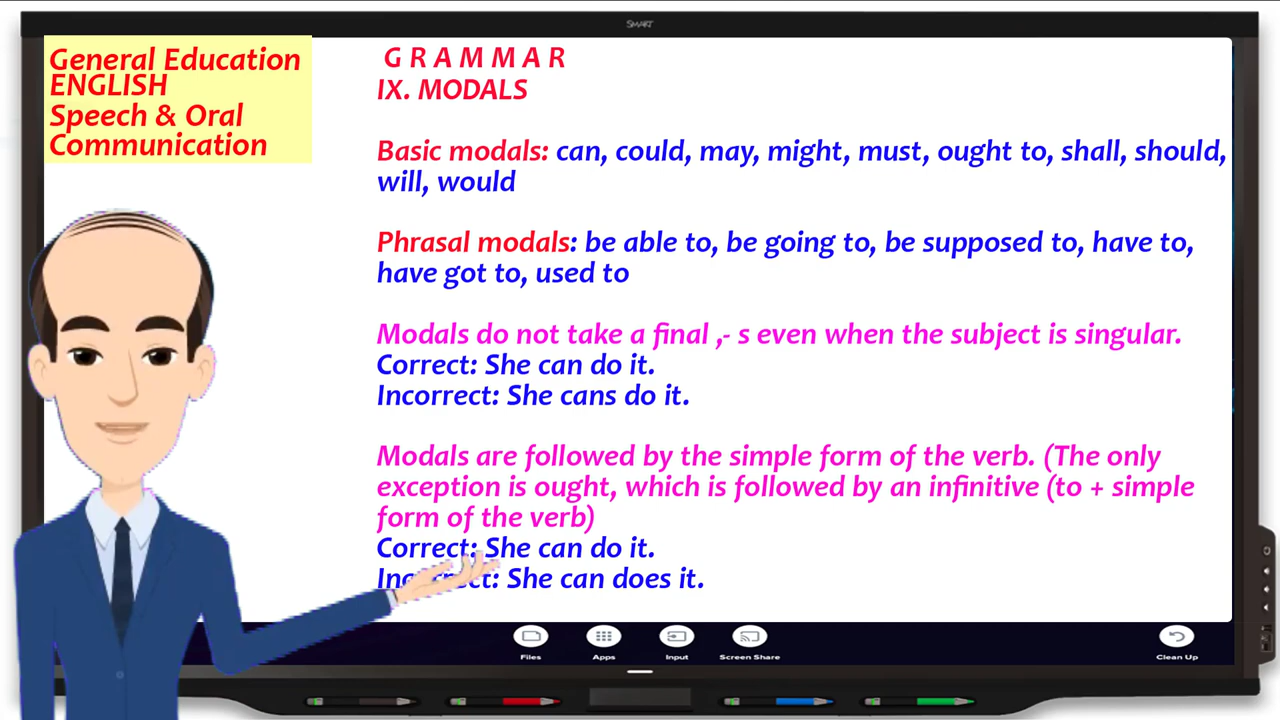 SMART
General Education
ENGLISH
Speech & Oral
Communication
G R A M M A R
IX. MODALS
Basic modals: can, could, may, might, must, ought to, shall, should,
will, would
Phrasal modals: be able to, be going to, be supposed to, have to,
have got to, used to
Modals do not take a final ,- s even when the subject is singular.
Correct: She can do it.
Incorrect: She cans do it.
Modals are followed by the simple form of the verb. (The only
exception is ought, which is followed by an infinitive (to + simple
form of the verb)
Correct: She can do it.
Incorrect: She can does it.
Files Apps Input Screen Share Clean Up